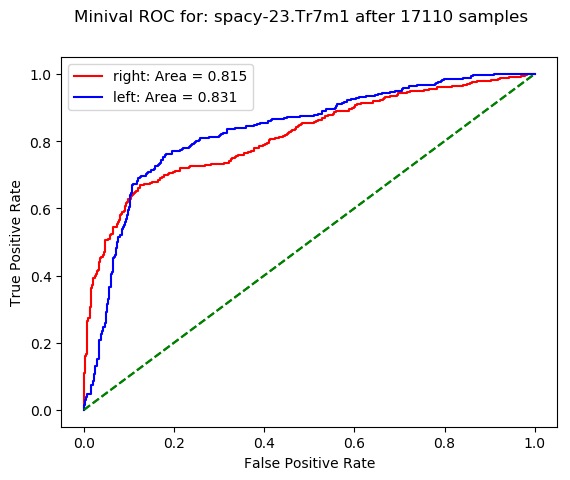 Minival ROC for: spacy-23.Tr7m1 after 17110 samples
right: Area = 0.815
left: Area = 0.831
True Positive Rate
1.0
0.8
0.6
0.4
0.2
0.0
0.0 0.2 0.4 0.6 0.8 1.0
False Positive Rate